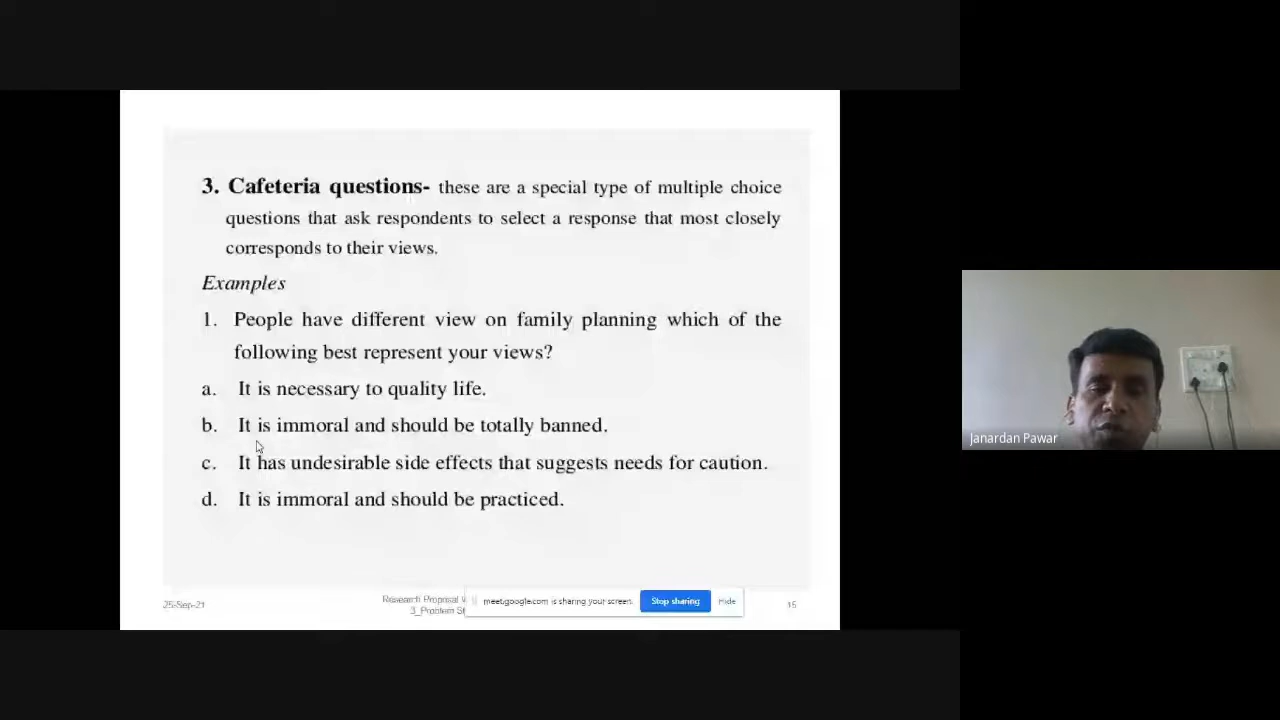 3. Cafeteria questions- these are a special type of multiple choice
questions that ask respondents to select a response that most closely
corresponds to their views.
Examples
1. People have different view on family planning which of the
following best represent your views?
a. It is necessary to quality life.
b. It is immoral and should be totally banned.
c. It has undesirable side effects that suggests needs for caution.
d. It is immoral and should be practiced.
Janardan Pawar
25-Sep-21
Research Proposal
3_Problem
meet.google.com is sharing your screen.
Stop sharing
Hide
15